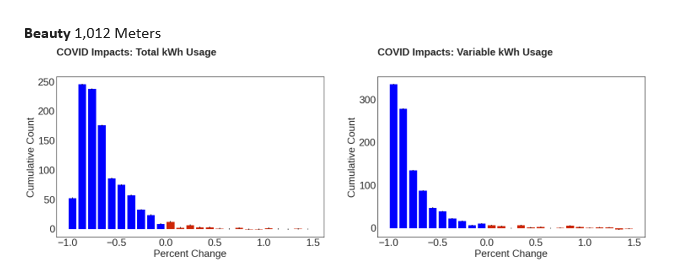 Beauty 1,012 Meters
COVID Impacts: Total kWh Usage
Cumulative Count
250
200
150
100
50
0
−1.0 −0.5 0.0 0.5 1.0 1.5
Percent Change
COVID Impacts: Variable kWh Usage
Cumulative Count
300
200
100
0
−1.0 −0.5 0.0 0.5 1.0 1.5
Percent Change